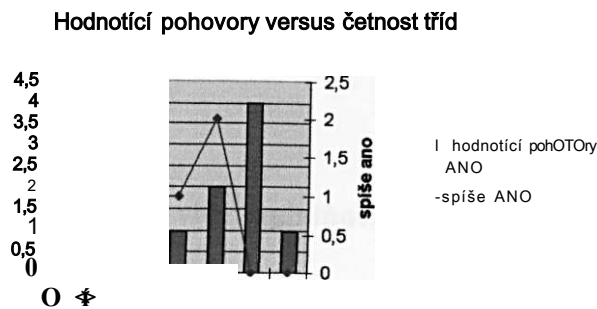 Hodnotící pohovory versus četnost tříd
4,5
4
3,5
3
2,5
2
1,5
1
0,5
0
2,5
2
1,5
1
0,5
0
spíše ano
I hodnotící pohOTOry
ANO
-spíše ANO
O